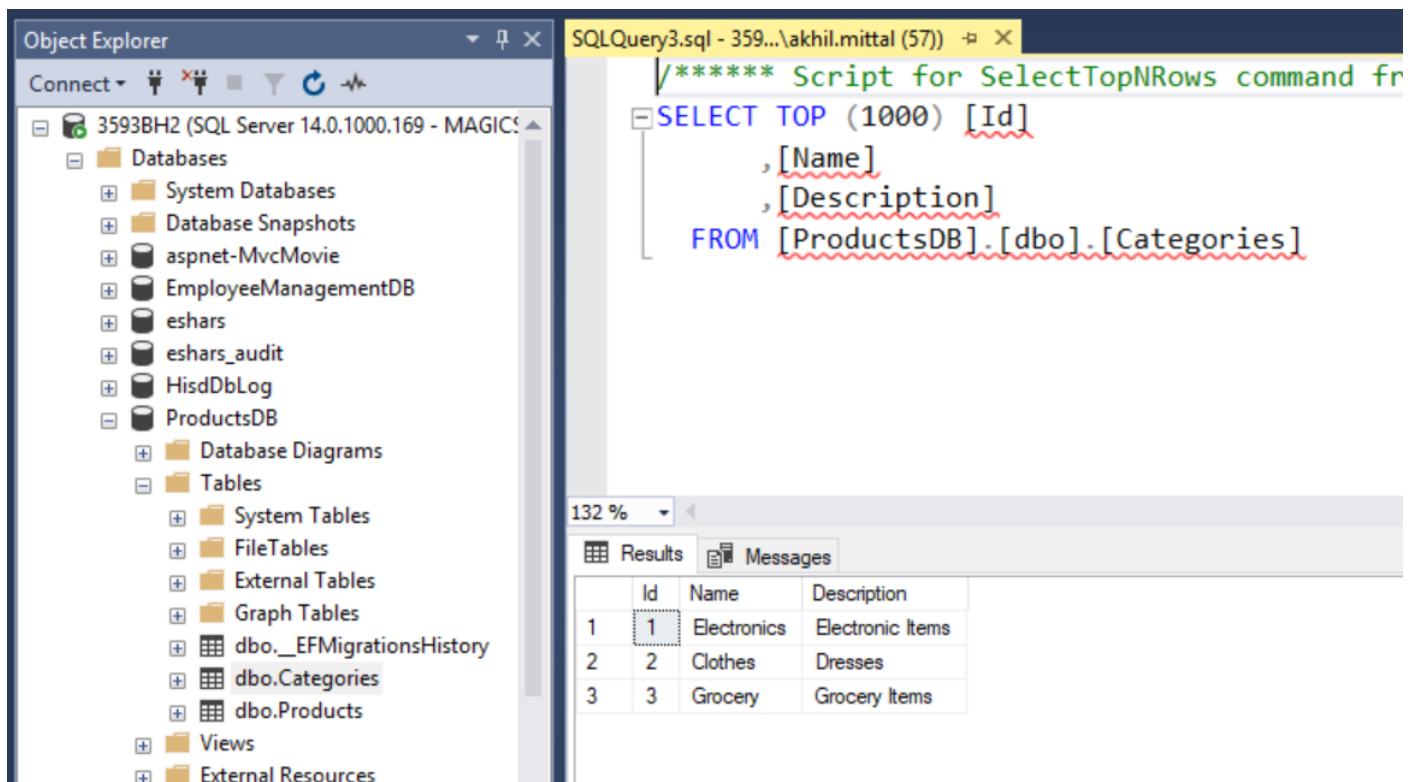 Object Explorer
Connect
3593BH2 (SQL Server 14.0.1000.169 - MAGICS
Databases
System Databases
Database Snapshots
aspnet-MvcMovie
EmployeeManagementDB
eshars
eshars_audit
HisdDbLog
ProductsDB
Database Diagrams
Tables
System Tables
FileTables
External Tables
Graph Tables
dbo.__EFMigrationsHistory
dbo.Categories
dbo.Products
Views
External Resources
SQLQuery3.sql - 359...\akhil.mittal (57))
/****** Script for SelectTopNRows command fr
SELECT TOP (1000) [Id]
,[Name]
,[Description]
FROM [ProductsDB].[dbo].[Categories]
132 %
Results Messages
Id Name Description
1 1 Electronics Electronic Items
2 2 Clothes Dresses
3 3 Grocery Grocery Items